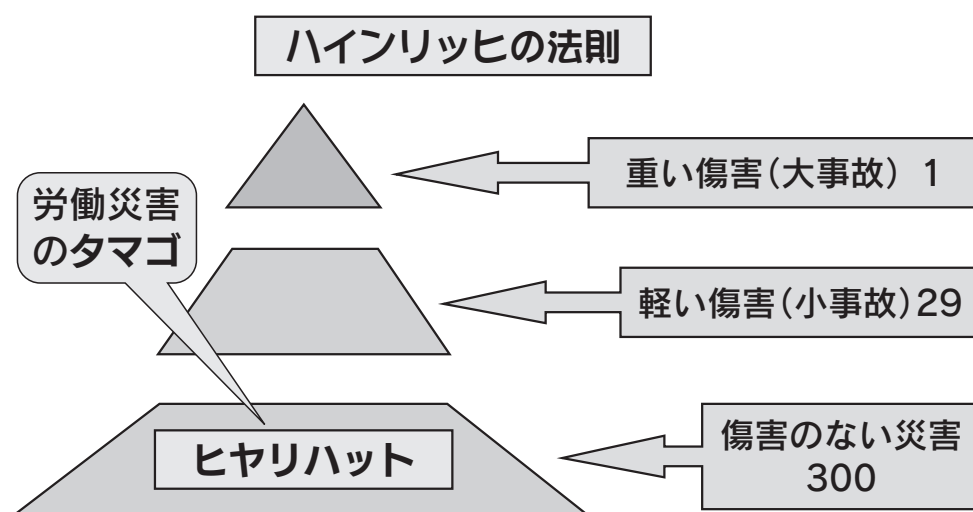 ハインリッヒの法則
重い傷害(大事故) 1
労働災害
のタマゴ
軽い傷害(小事故)29
傷害のない災害
300
ヒヤリハット